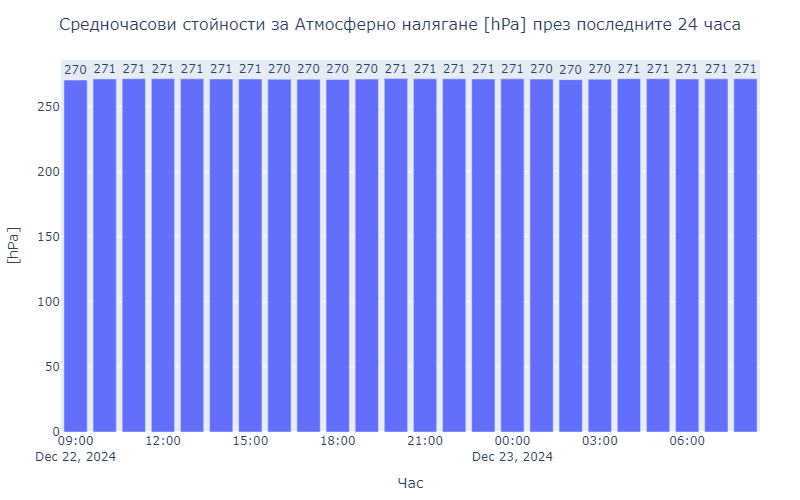 Средночасови стойности за Атмосферно налягане [hPa] през последните 24 часа
270 271 271 271 271 271 271 270 270 270 270 271 271 271 271 271 270 270 270 271 271 271 271 271
250
200
150
100
50
0
[hPa]
09:00 12:00 15:00 18:00 21:00 00:00 03:00 06:00
Dec 22, 2024 Dec 23, 2024
Час